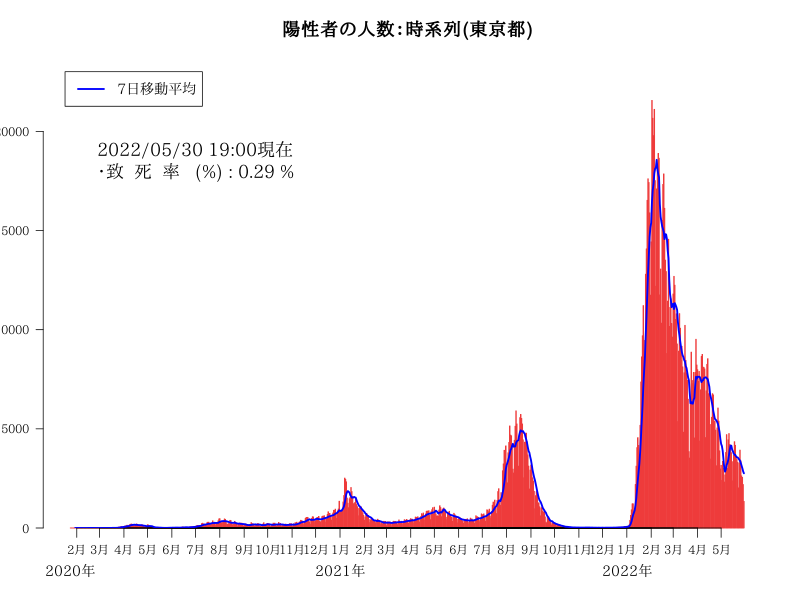 陽性者の人数:時系列(東京都)
7日移動平均
2022/05/30 19:00現在
・致 死 率 (%) : 0.29 %
0000
5000
0000
5000
0
2月 3月 4月 5月 6月 7月 8月 9月 10月 11月 12月 1月 2月 3月 4月 5月 6月 7月 8月 9月 10月 11月 12月 1月 2月 3月 4月 5月
2020年 2021年 2022年